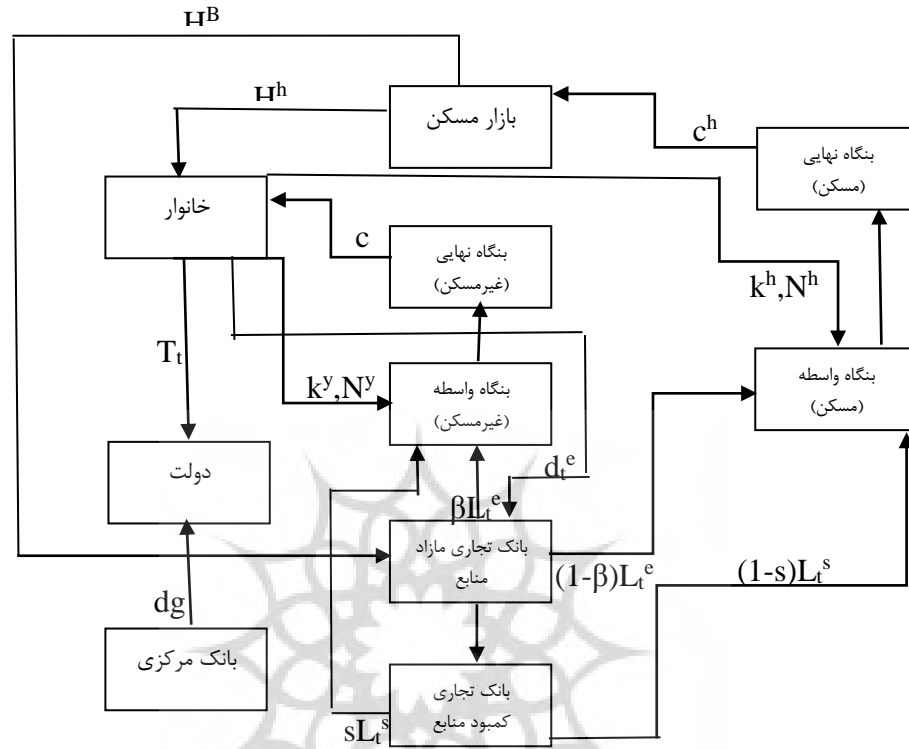 H^B
H^h
بازار مسکن
c^h
بنگاه نهایی
(مسکن)
خانوار
c
بنگاه نهایی
(غیرمسکن)
k^h,N^h
T_t
k^y,N^y
بنگاه واسطه
(غیرمسکن)
بنگاه واسطه
(مسکن)
دولت
d_t^e
βL_t^e
بانک تجاری مازاد
منابع
(1-β)L_t^e
(1-s)L_t^s
dg
بانک مرکزی
بانک تجاری
کمبود منابع
sL_t^s